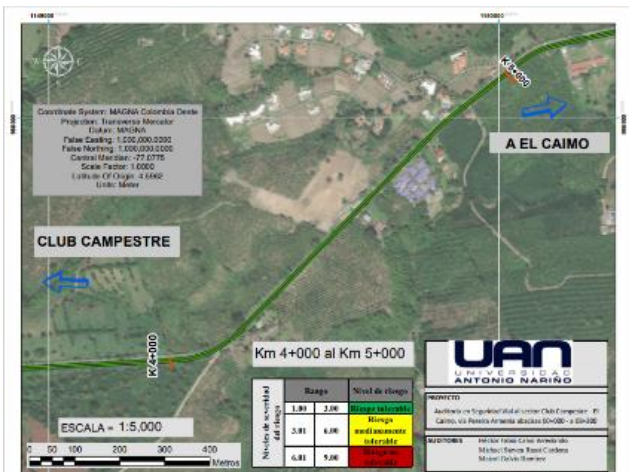 1149000
1150000
K 5+000
Coordinate System: MAGNA Colombia Oeste
Projection: Transverse Mercator
Datum: MAGNA
False Easting: 1,000,000.0000
False Northing: 1,000,000.0000
Central Meridian: -77.0775
Scale Factor: 1.0000
Latitude Of Origin: 4.5962
Units: Meter
A EL CAIMO
CLUB CAMPESTRE
K 4+000
Km 4+000 al Km 5+000
UAN
UNIVERSIDAD
ANTONIO NARIÑO
Niveles de severidad del riesgo
Rango Nivel de riesgo
1.00 3.00 Riesgo tolerable
3.01 6.00 Riesgo medianamente tolerable
6.01 9.00
PROYECTO
Auditoría en Seguridad Vial al sector Club Campestre - El
Caimo, vía Pereira Armenia abscisas
AUDITORES
ESCALA = 1:5,000
0 50 100 200 300 400
Metros